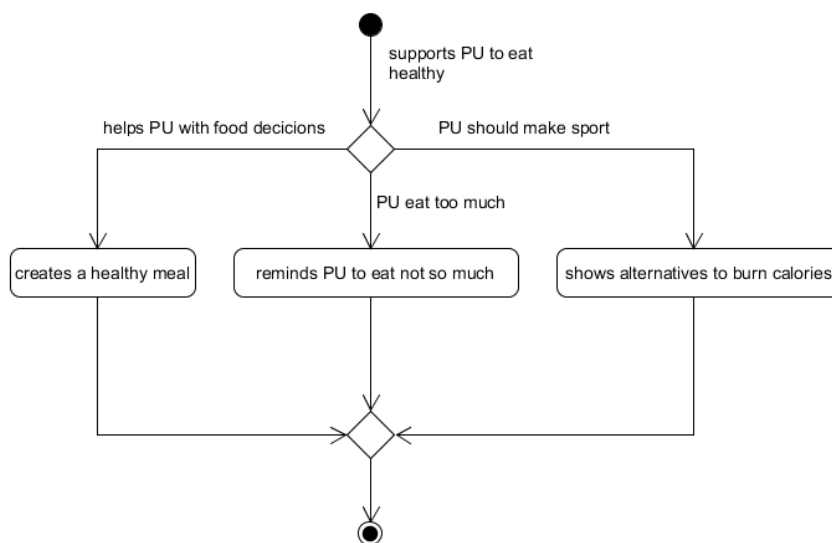 supports PU to eat
healthy
helps PU with food decicions
PU should make sport
PU eat too much
creates a healthy meal
reminds PU to eat not so much
shows alternatives to burn calories